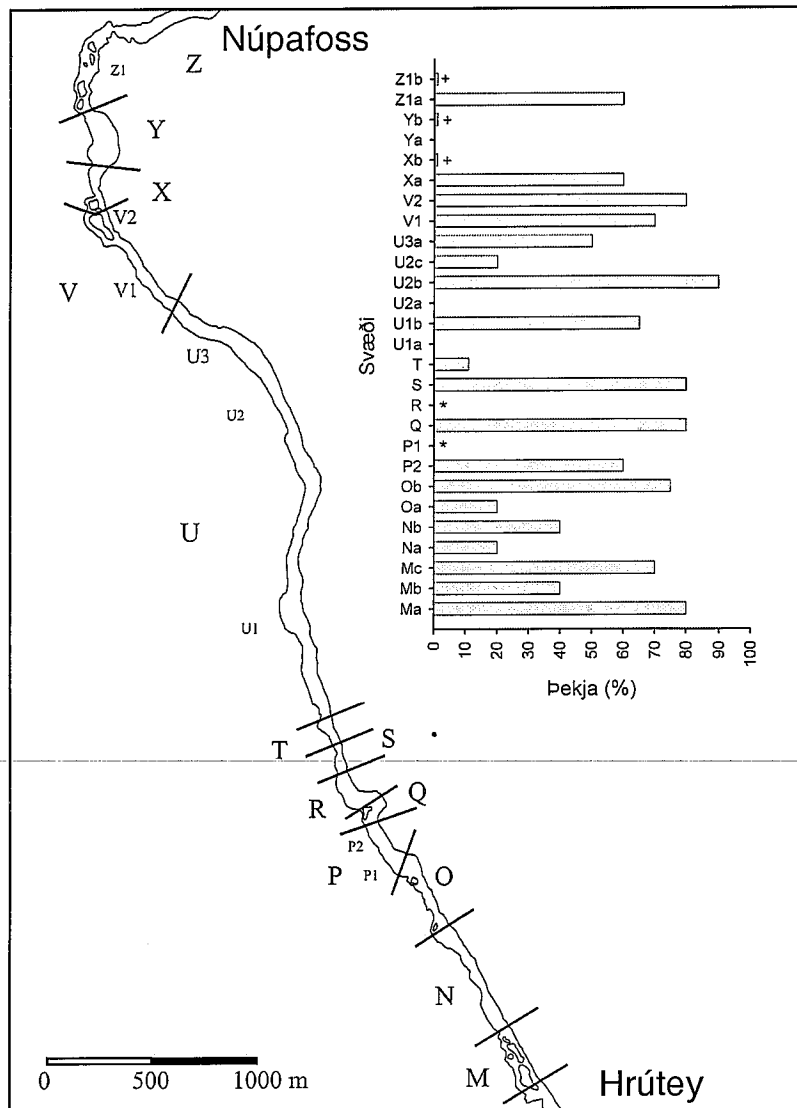 Núpafoss
Z
Z1
Y
X
V2
V
V1
U3
U2
U
U1
T
S
R
Q
P2
P
P1
O
N
M
Hrútey
0 500 1000 m
Svæði
Z1b +
Z1a
Yb +
Ya
Xb +
Xa
V2
V1
U3a
U2c
U2b
U2a
U1b
U1a
T
S
R *
Q
P1 *
P2
Ob
Oa
Nb
Na
Mc
Mb
Ma
0 10 20 30 40 50 60 70 80 90 100
Þekja (%)